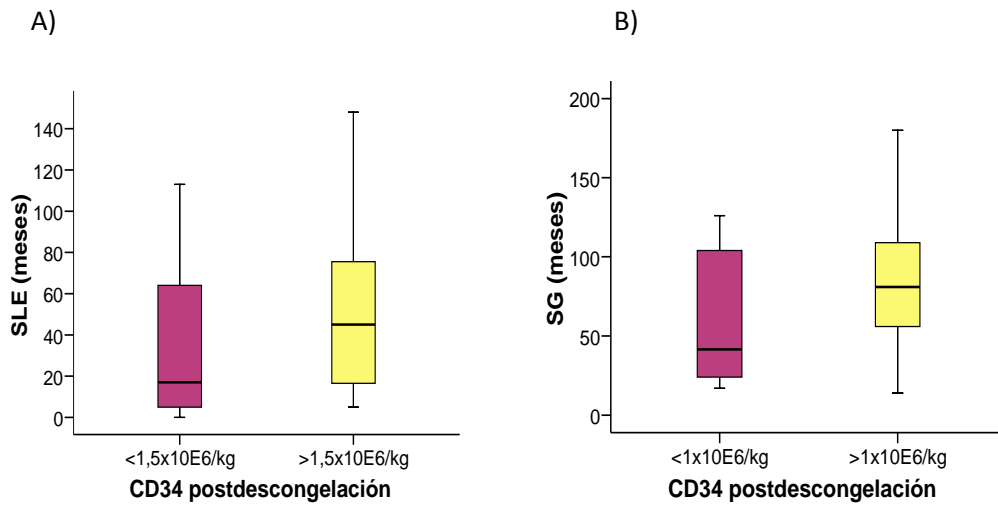 A)
B)
140
120
100
80
60
40
20
0
SLE (meses)
<1,5x10E6/kg
>1,5x10E6/kg
CD34 postdescongelación
200
150
100
50
0
SG (meses)
<1x10E6/kg
>1x10E6/kg
CD34 postdescongelación